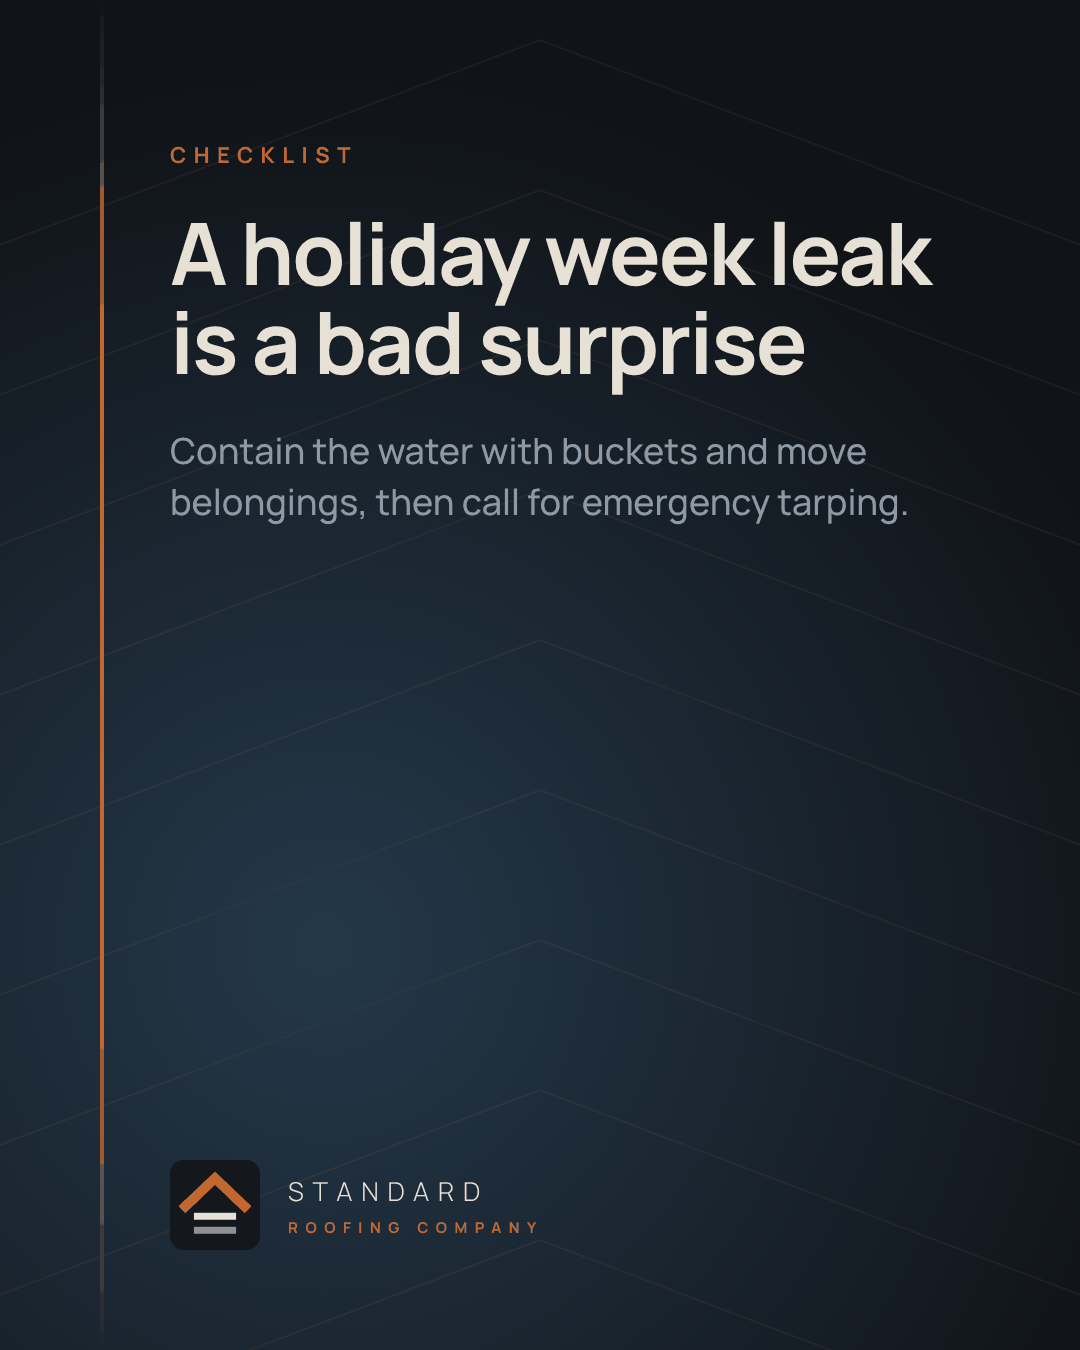 CHECKLIST
A holiday week leak
is a bad surprise
Contain the water with buckets and move
belongings, then call for emergency tarping.
STANDARD
ROOFING COMPANY